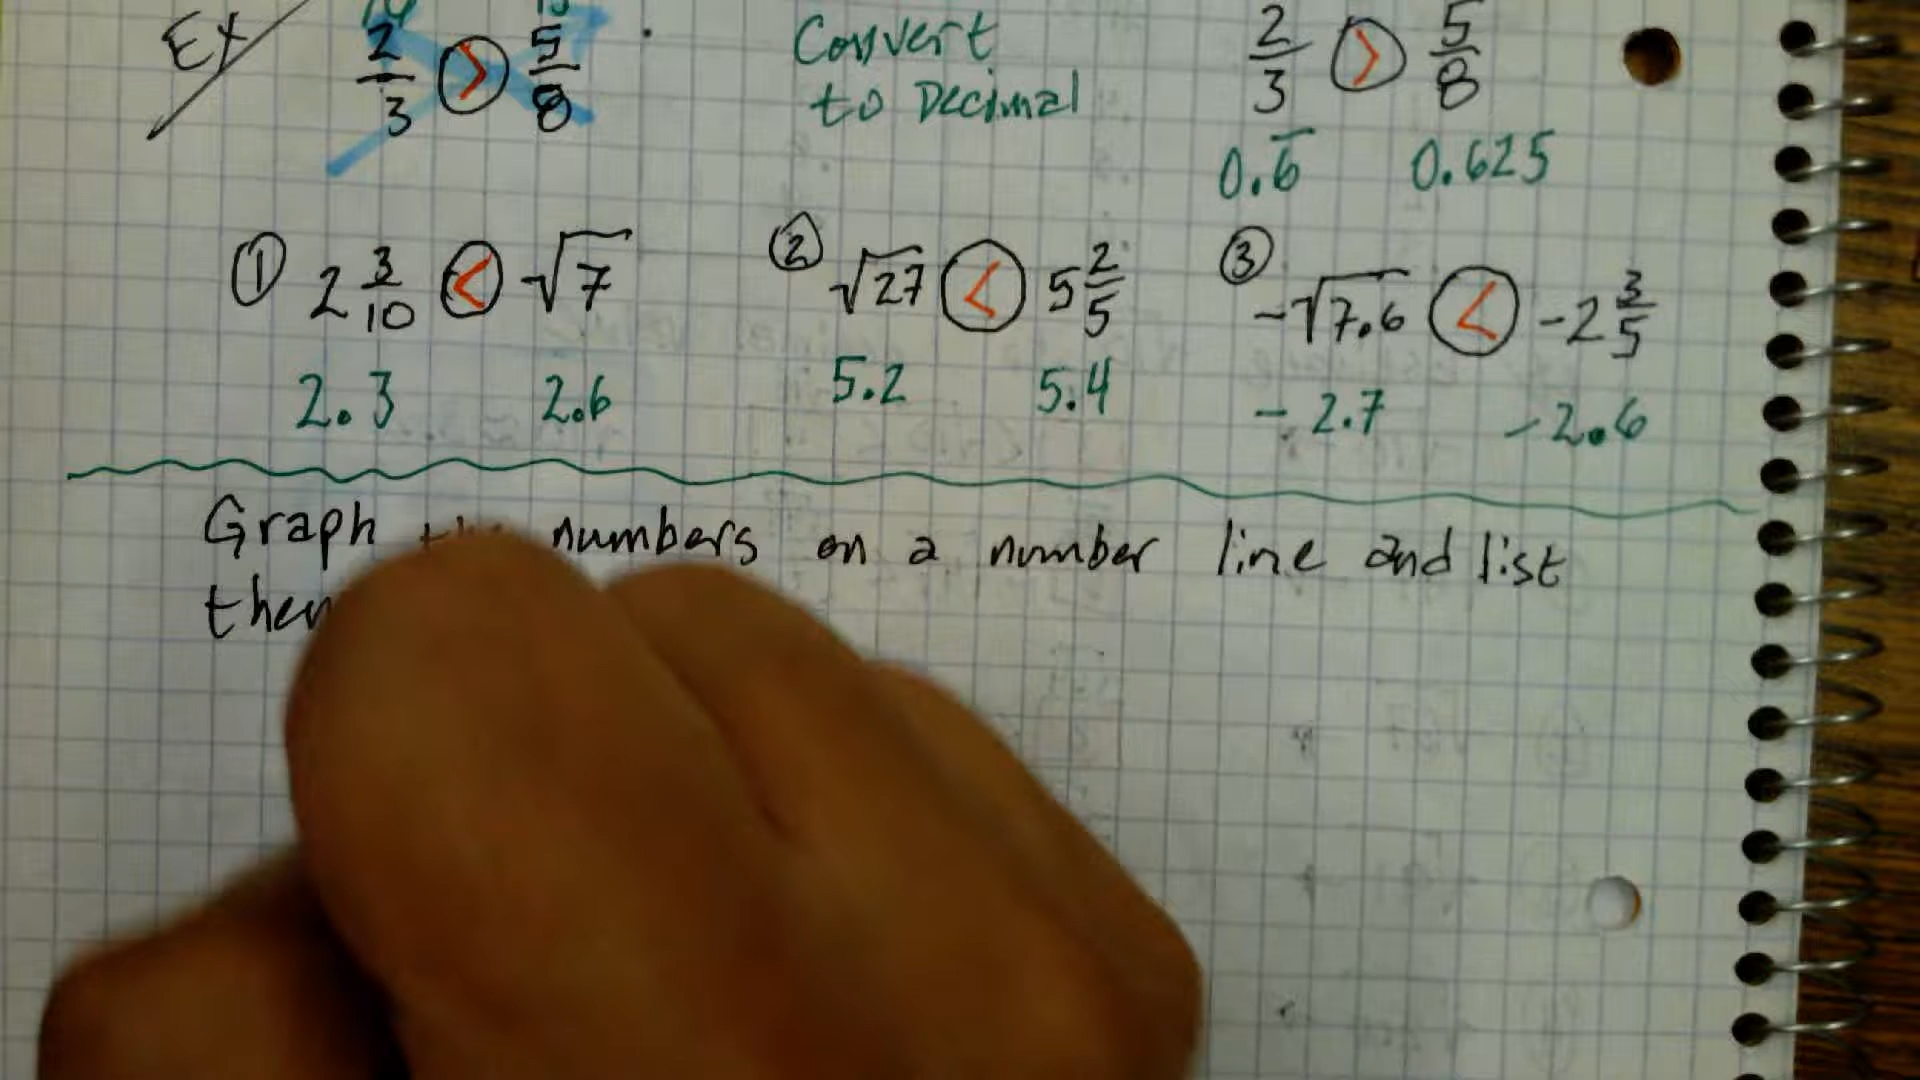 Ex 2/3 > 5/8 Convert to Decimal 2/3 > 5/8
0.6̅ 0.625
① 2 3/10 < √7 ② √27 < 5 2/5 ③ -√7.6 < -2 3/5
2.3 2.6 5.2 5.4 -2.7 -2.6
Graph the numbers on a number line and list